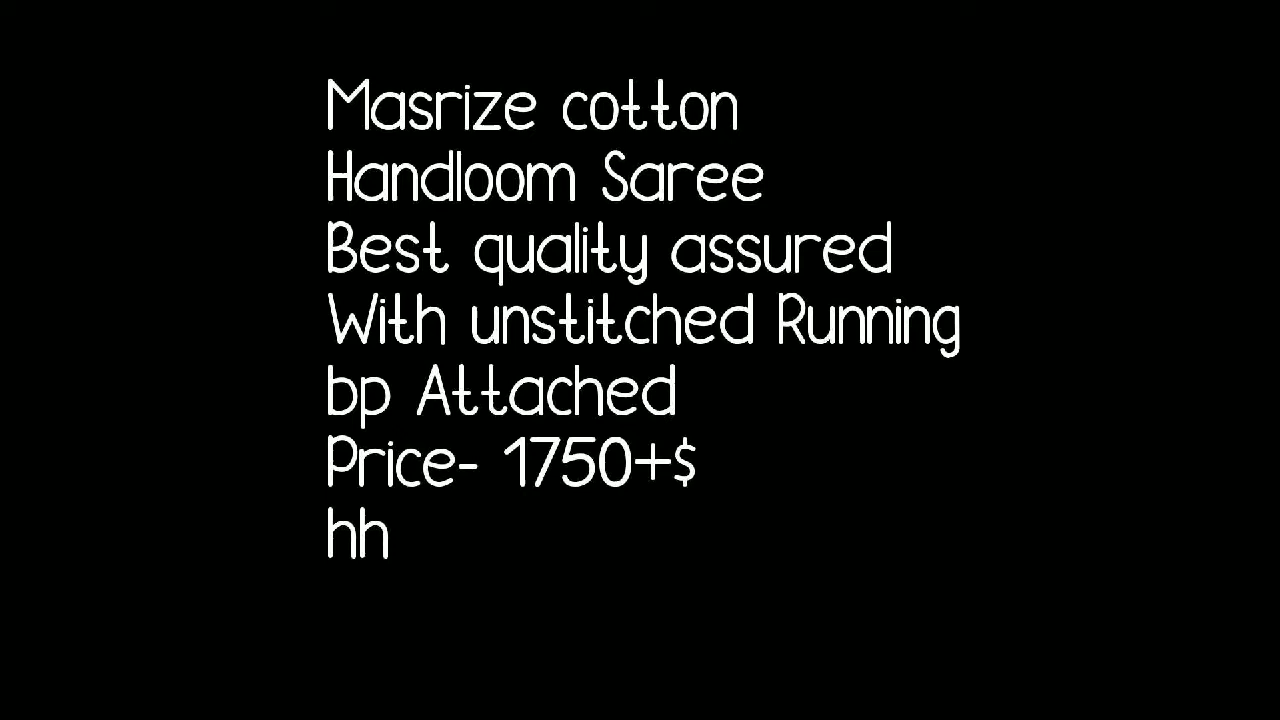 Masrize cotton
Handloom Saree
Best quality assured
With unstitched Running
bp Attached
Price- 1750+$
hh